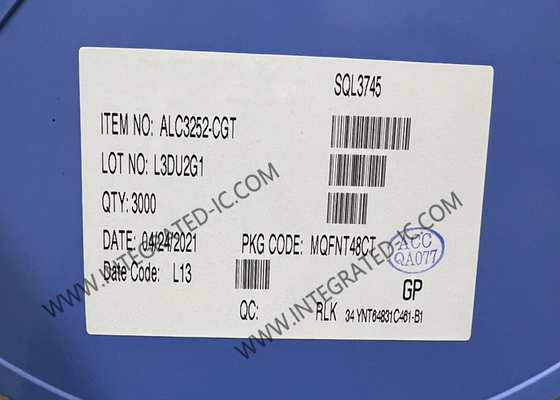 SQL3745
ITEM NO: ALC3252-CGT
LOT NO: L3DU2G1
QTY: 3000
DATE: 04/24/2021 PKG CODE: MQFNT48CT
ACC
QA077
Date Code: L13
GP
QC: RLK 34 YNT64831C461-B1
WWW.INTEGRATED-IC.COM
WWW.INTEGRATED-IC.COM